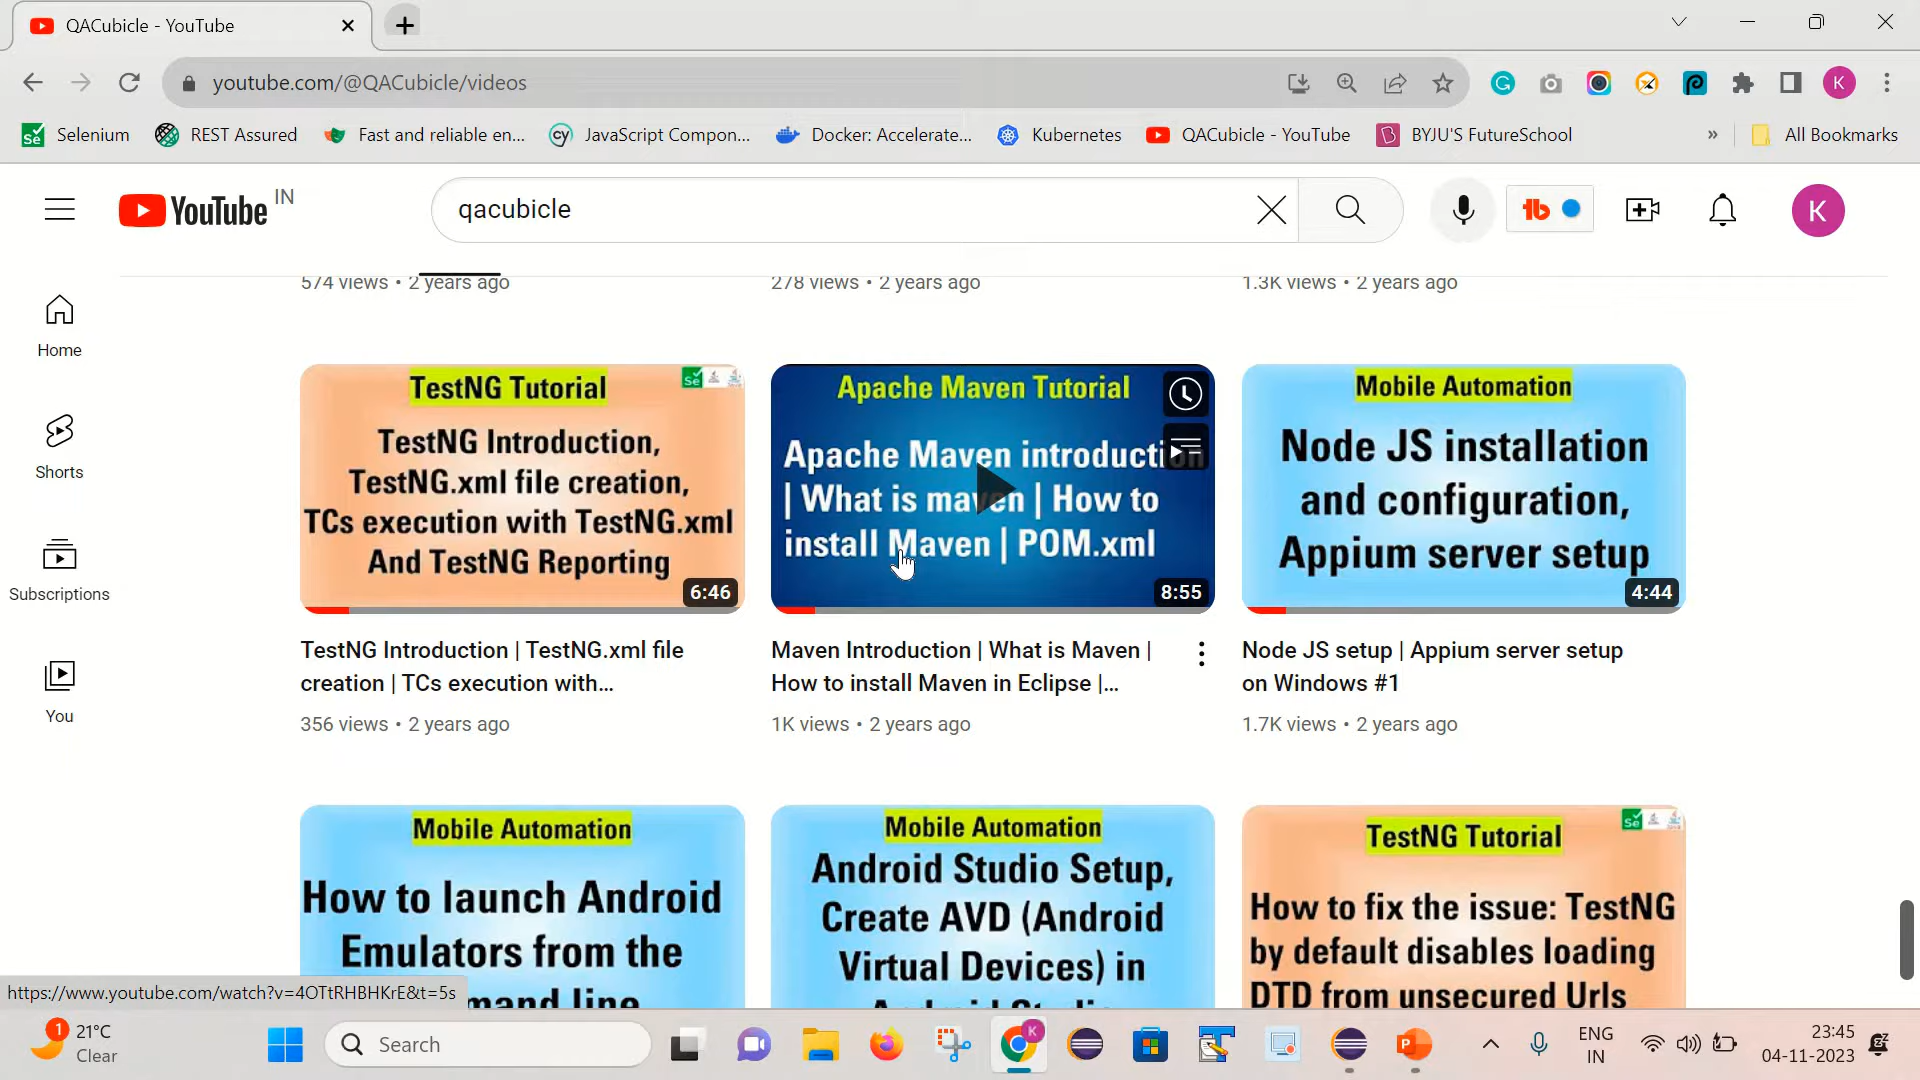 QACubicle - YouTube
youtube.com/@QACubicle/videos
K
Selenium
REST Assured
Fast and reliable en...
cy
JavaScript Compon...
Docker: Accelerate...
Kubernetes
QACubicle - YouTube
BYJU'S FutureSchool
»
All Bookmarks
YouTube IN
qacubicle
K
Home
Shorts
Subscriptions
You
574 views • 2 years ago
278 views • 2 years ago
1.3K views • 2 years ago
TestNG Tutorial
Se
TestNG Introduction,
TestNG.xml file creation,
TCs execution with TestNG.xml
And TestNG Reporting
6:46
TestNG Introduction | TestNG.xml file
creation | TCs execution with...
356 views • 2 years ago
Apache Maven Tutorial
Apache Maven introducti
| What is maven | How to
install Maven | POM.xml
8:55
Maven Introduction | What is Maven |
How to install Maven in Eclipse |...
1K views • 2 years ago
Mobile Automation
Node JS installation
and configuration,
Appium server setup
4:44
Node JS setup | Appium server setup
on Windows #1
1.7K views • 2 years ago
Mobile Automation
How to launch Android
Emulators from the
mand line
Mobile Automation
Android Studio Setup,
Create AVD (Android
Virtual Devices) in
Android Studio
TestNG Tutorial
Se
How to fix the issue: TestNG
by default disables loading
DTD from unsecured Urls
https://www.youtube.com/watch?v=4OTtRHBHKrE&t=5s
1
21°C
Clear
Search
K
ENG
IN
23:45
04-11-2023